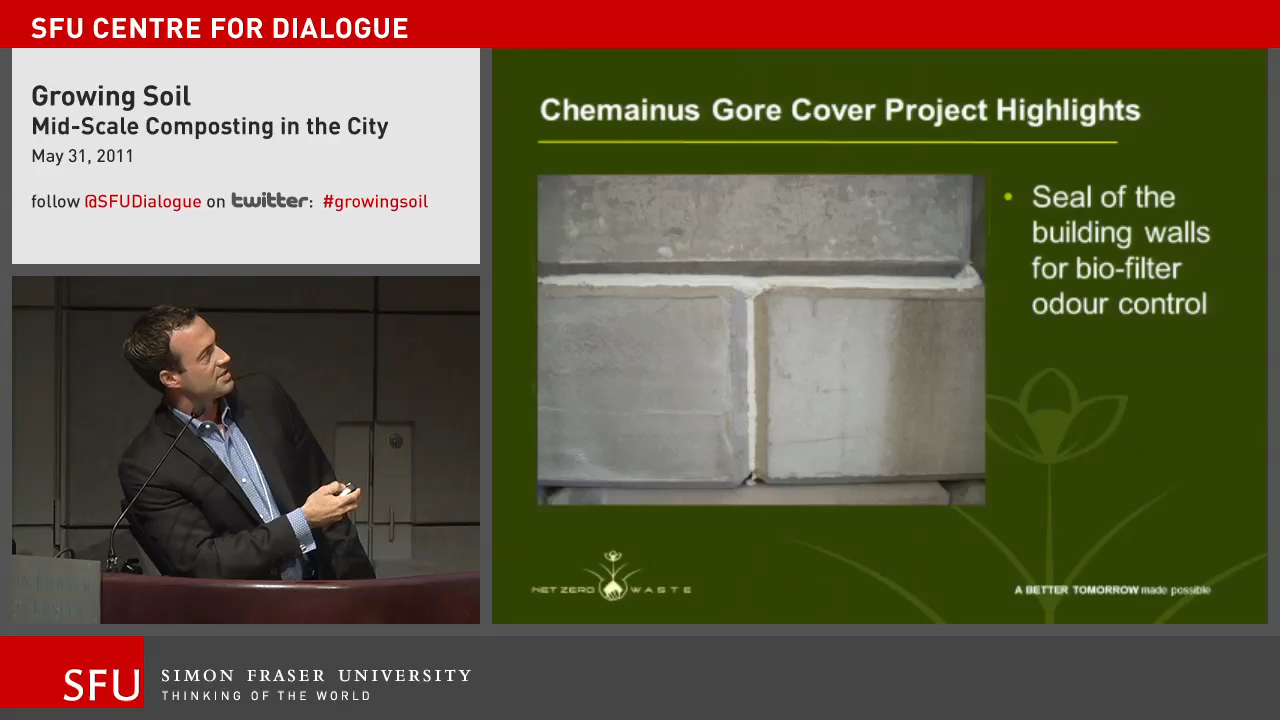 SFU CENTRE FOR DIALOGUE
Growing Soil
Mid-Scale Composting in the City
May 31, 2011
follow @SFUDialogue on twitter: #growingsoil
Chemainus Gore Cover Project Highlights
• Seal of the
building walls
for bio-filter
odour control
NET ZERO WASTE
A BETTER TOMORROW made possible
SFU
SIMON FRASER UNIVERSITY
THINKING OF THE WORLD